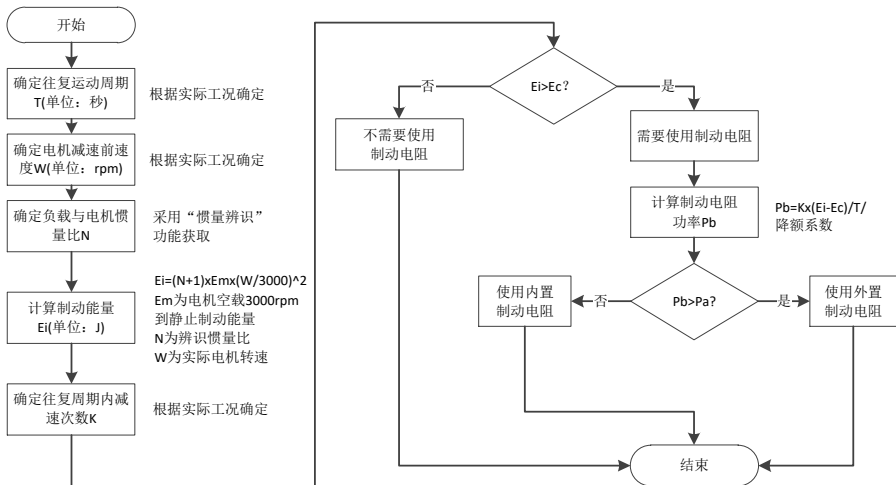 开始
确定往复运动周期
T(单位：秒)
根据实际工况确定
确定电机减速前速
度W(单位：rpm)
根据实际工况确定
确定负载与电机惯
量比N
采用“惯量辨识”
功能获取
计算制动能量
Ei(单位：J)
Ei=(N+1)xEmx(W/3000)^2
Em为电机空载3000rpm
到静止制动能量
N为辨识惯量比
W为实际电机转速
确定往复周期内减
速次数K
根据实际工况确定
Ei>Ec?
否
是
不需要使用
制动电阻
需要使用制动电阻
计算制动电阻
功率Pb
Pb=Kx(Ei-Ec)/T/
降额系数
Pb>Pa?
否
是
使用内置
制动电阻
使用外置
制动电阻
结束